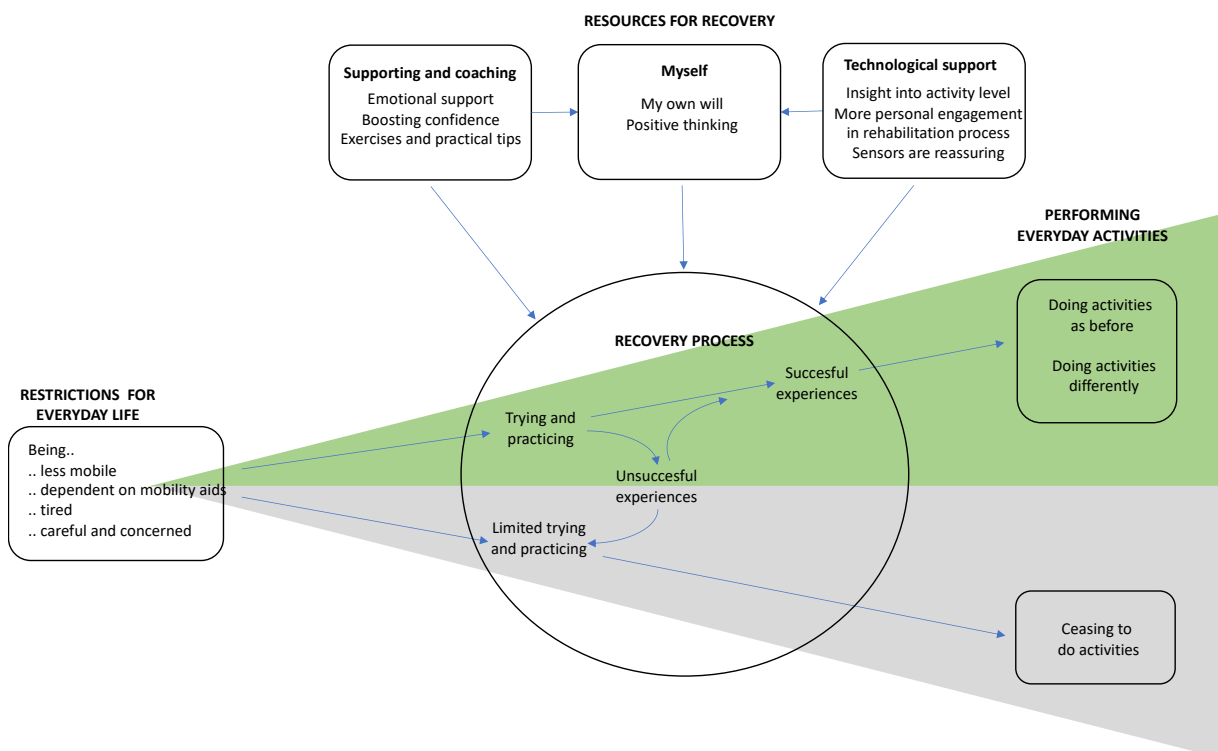 RESOURCES FOR RECOVERY
Supporting and coaching
Emotional support
Boosting confidence
Exercises and practical tips
Myself
My own will
Positive thinking
Technological support
Insight into activity level
More personal engagement
in rehabilitation process
Sensors are reassuring
PERFORMING
EVERYDAY ACTIVITIES
Doing activities
as before
Doing activities
differently
RECOVERY PROCESS
Succesful
experiences
Trying and
practicing
Unsuccesful
experiences
Limited trying
and practicing
RESTRICTIONS FOR
EVERYDAY LIFE
Being..
.. less mobile
.. dependent on mobility aids
.. tired
.. careful and concerned
Ceasing to
do activities